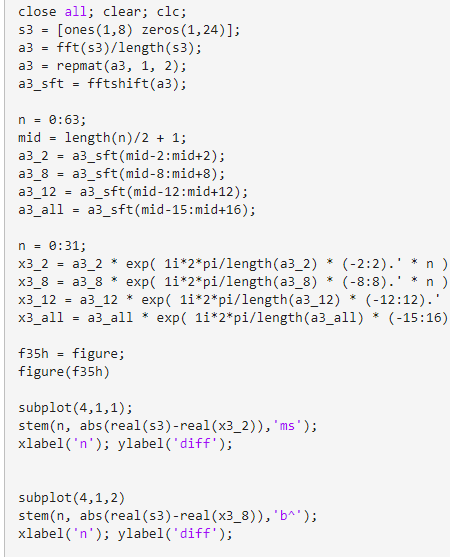 close all; clear; clc;
s3 = [ones(1,8) zeros(1,24)];
a3 = fft(s3)/length(s3);
a3 = repmat(a3, 1, 2);
a3_sft = fftshift(a3);
n = 0:63;
mid = length(n)/2 + 1;
a3_2 = a3_sft(mid-2:mid+2);
a3_8 = a3_sft(mid-8:mid+8);
a3_12 = a3_sft(mid-12:mid+12);
a3_all = a3_sft(mid-15:mid+16);
n = 0:31;
x3_2 = a3_2 * exp( 1i*2*pi/length(a3_2) * (-2:2).' * n )
x3_8 = a3_8 * exp( 1i*2*pi/length(a3_8) * (-8:8).' * n )
x3_12 = a3_12 * exp( 1i*2*pi/length(a3_12) * (-12:12).'
x3_all = a3_all * exp( 1i*2*pi/length(a3_all) * (-15:16)
f35h = figure;
figure(f35h)
subplot(4,1,1);
stem(n, abs(real(s3)-real(x3_2)),'ms');
xlabel('n'); ylabel('diff');
subplot(4,1,2)
stem(n, abs(real(s3)-real(x3_8)),'b^');
xlabel('n'); ylabel('diff');